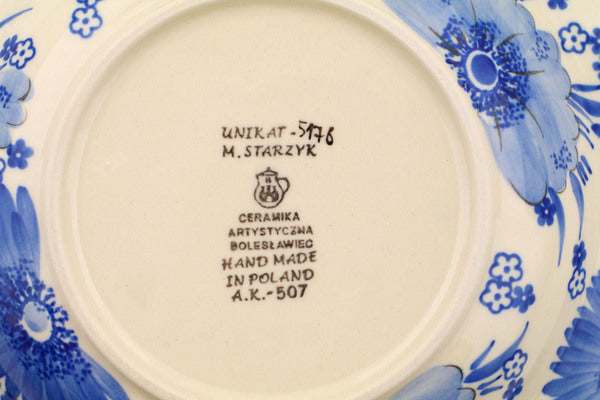 UNIKAT-5176
M. STARZYK
B
CERAMIKA
ARTYSTYCZNA
BOLESŁAWIEC
HAND MADE
IN POLAND
A.K.-507